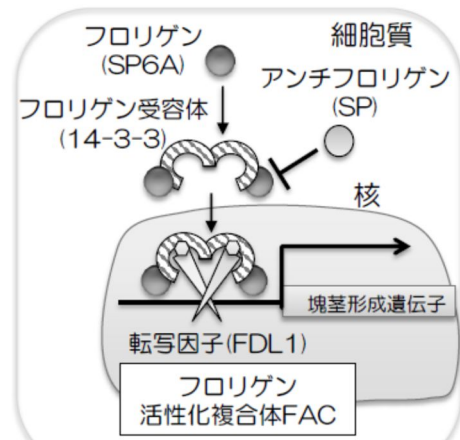 フロリゲン
(SP6A)
細胞質
アンチフロリゲン
(SP)
フロリゲン受容体
(14-3-3)
核
塊茎形成遺伝子
転写因子(FDL1)
フロリゲン
活性化複合体FAC